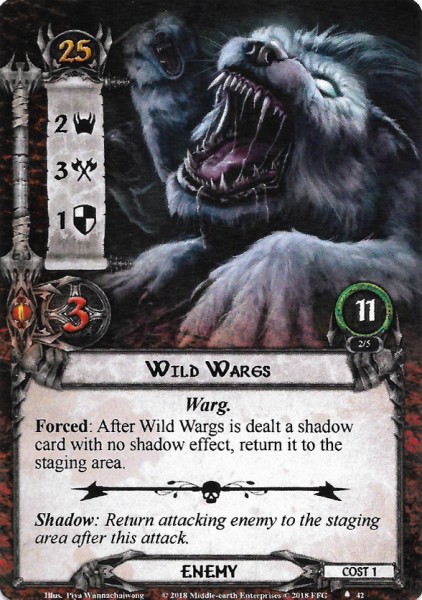 25
2
3
1
3
11
2/5
WILD WARGS
Warg.
Forced: After Wild Wargs is dealt a shadow
card with no shadow effect, return it to the
staging area.
Shadow: Return attacking enemy to the staging
area after this attack.
ENEMY
COST 1
Illus. Piya Wannachaiwong
© 2018 Middle-earth Enterprises © 2018 FFG
42